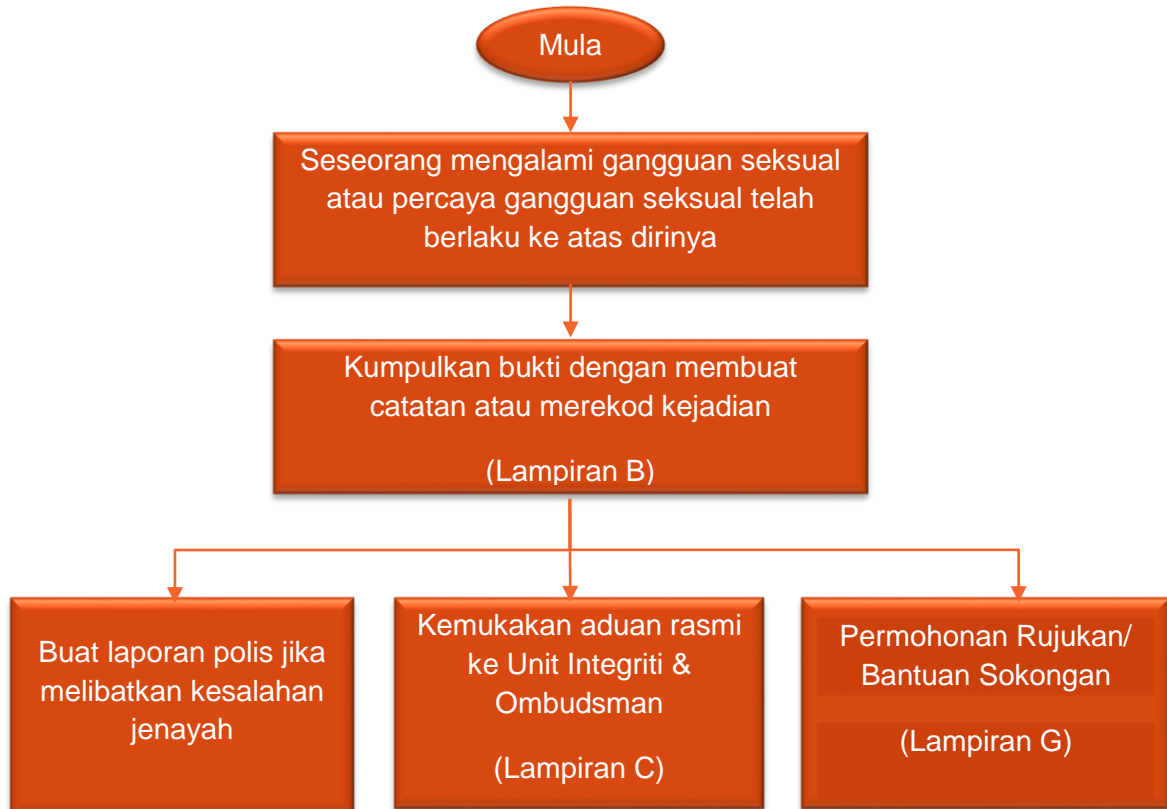 Mula
Seseorang mengalami gangguan seksual
atau percaya gangguan seksual telah
berlaku ke atas dirinya
Kumpulkan bukti dengan membuat
catatan atau merekod kejadian
(Lampiran B)
Buat laporan polis jika
melibatkan kesalahan
jenayah
Kemukakan aduan rasmi
ke Unit Integriti &
Ombudsman
(Lampiran C)
Permohonan Rujukan/
Bantuan Sokongan
(Lampiran G)